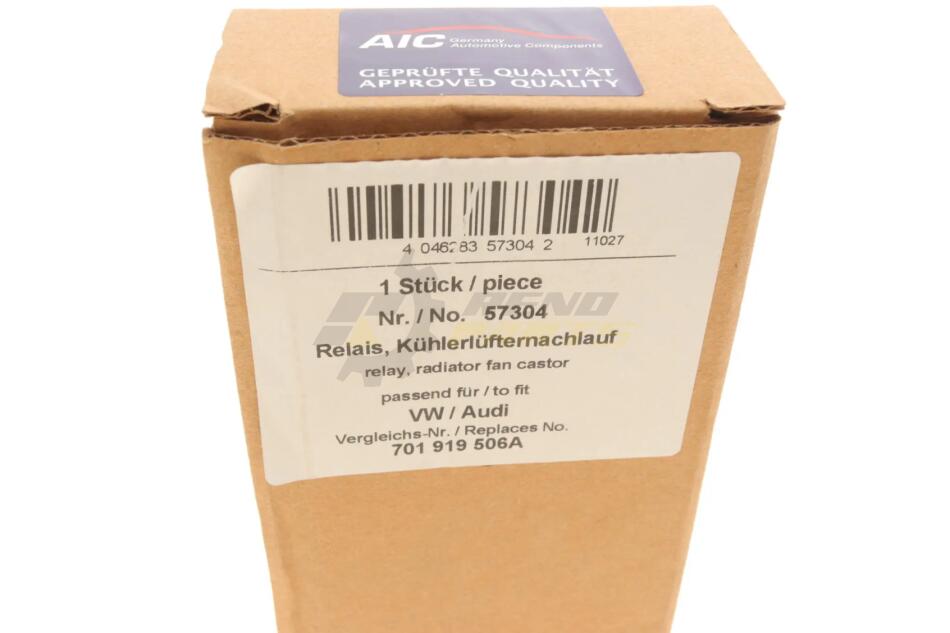 AIC Germany
Automotive Components
GEPRÜFTE QUALITÄT
APPROVED QUALITY
4 046283 57304 2 11027
1 Stück / piece
Nr. / No. 57304
RENO
PARTS
Relais, Kühlerlüfternachlauf
relay, radiator fan castor
passend für / to fit
VW / Audi
Vergleichs-Nr. / Replaces No.
701 919 506A